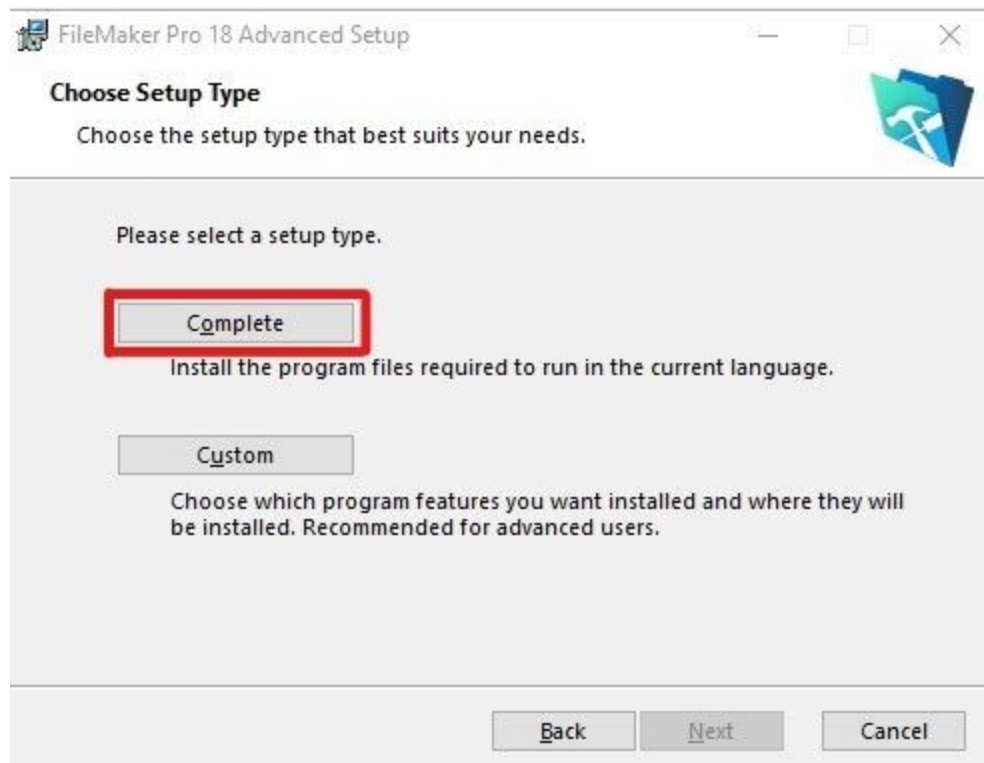 FileMaker Pro 18 Advanced Setup
Choose Setup Type
Choose the setup type that best suits your needs.
Please select a setup type.
Complete
Install the program files required to run in the current language.
Custom
Choose which program features you want installed and where they will
be installed. Recommended for advanced users.
Back
Next
Cancel